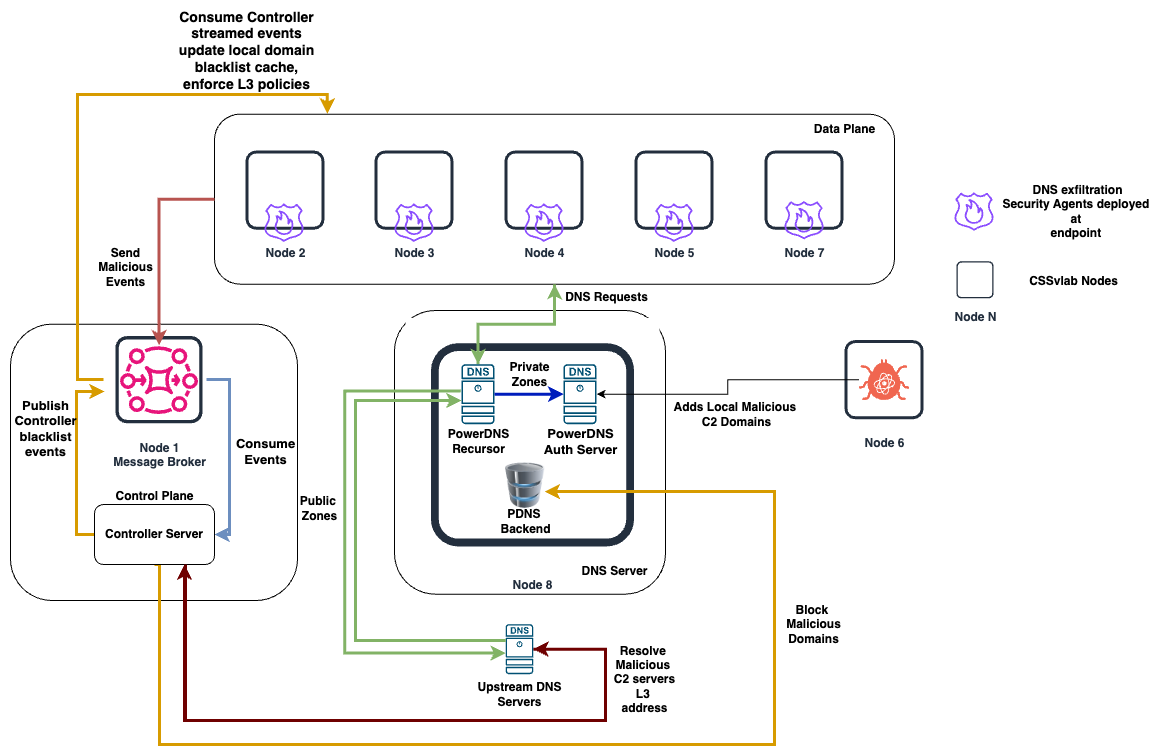 Consume Controller
streamed events
update local domain
blacklist cache,
enforce L3 policies
Data Plane
Node 2
Node 3
Node 4
Node 5
Node 7
DNS exfiltration
Security Agents deployed
at
endpoint
CSSvlab Nodes
Node N
Send
Malicious
Events
DNS Requests
Node 1
Message Broker
Publish
Controller
blacklist
events
Consume
Events
Control Plane
Controller Server
Public
Zones
DNS
Private
Zones
DNS
PowerDNS
Recursor
PowerDNS
Auth Server
PDNS
Backend
DNS Server
Node 8
Adds Local Malicious
C2 Domains
Node 6
Block
Malicious
Domains
DNS
Upstream DNS
Servers
Resolve
Malicious
C2 servers
L3
address